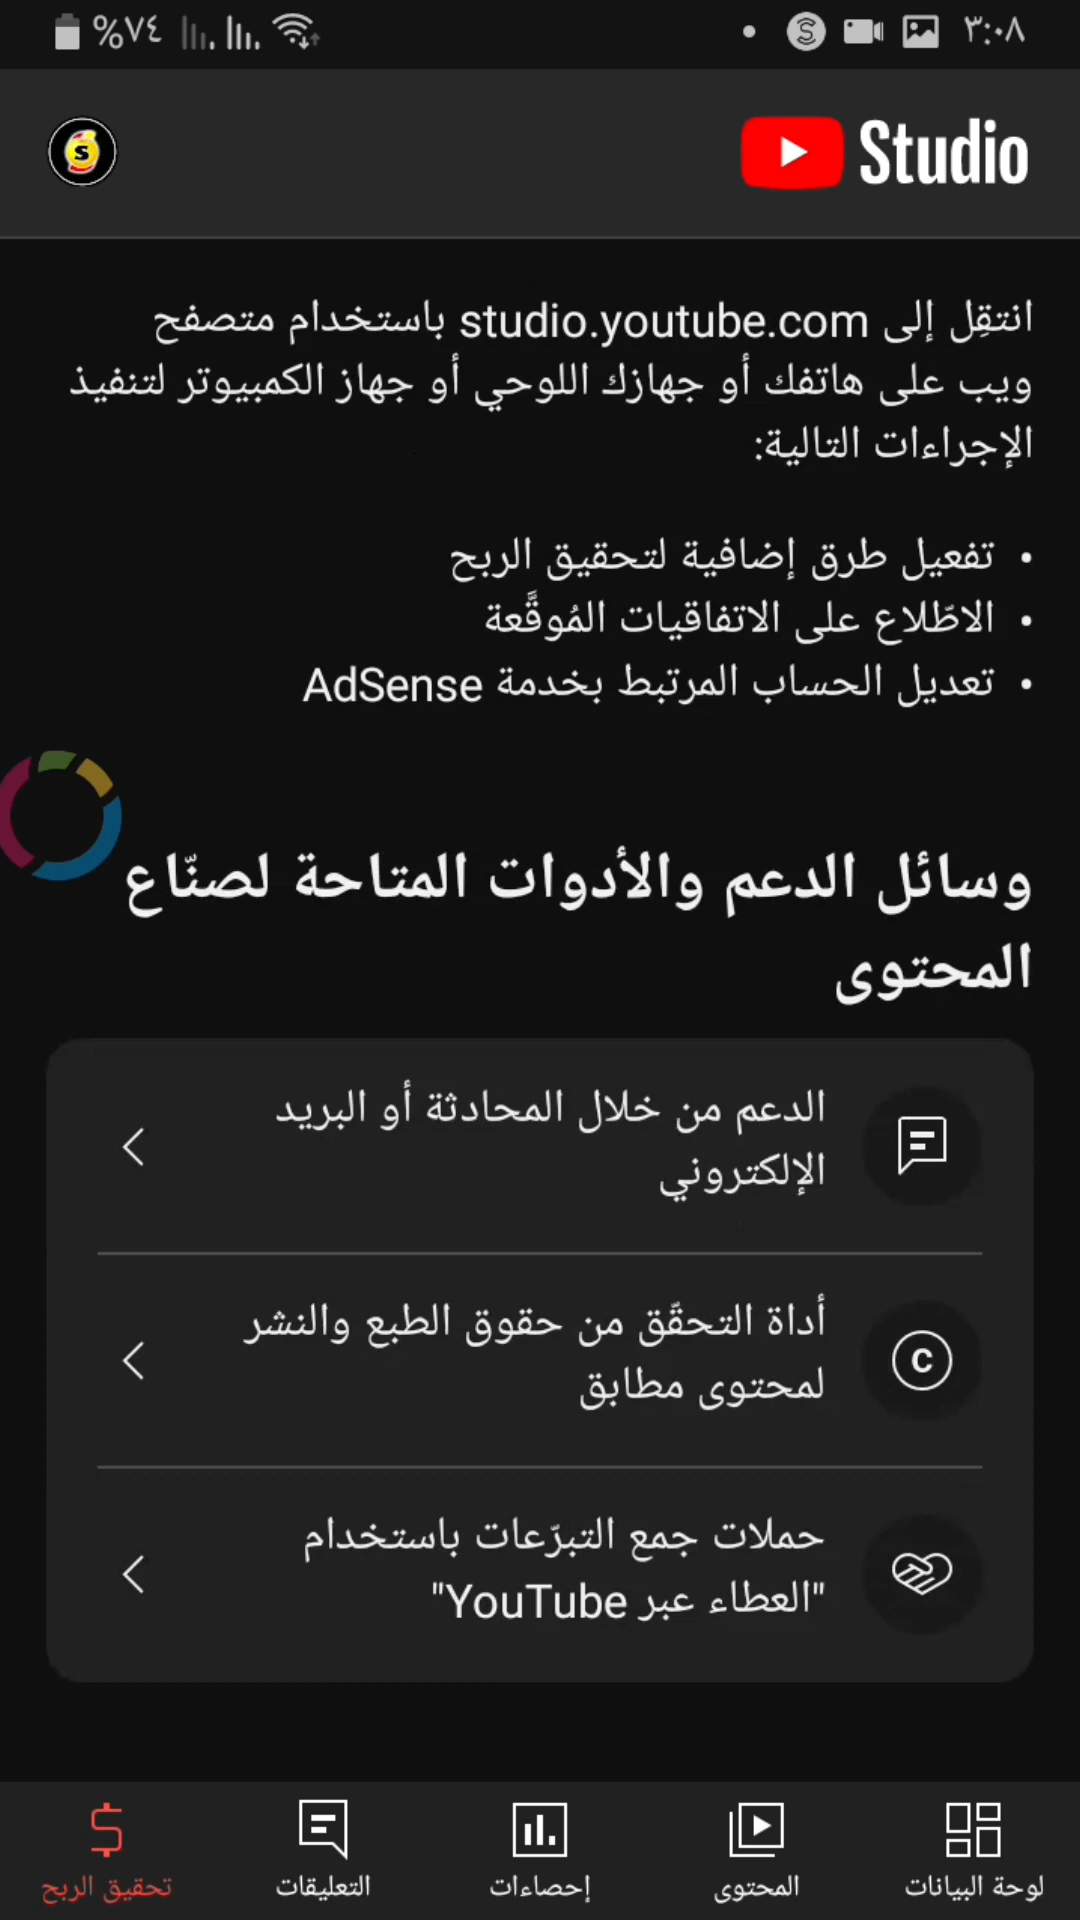 ٣:٠٨
%٧٤
Studio
S
انتقِل إلى studio.youtube.com باستخدام متصفح
ويب على هاتفك أو جهازك اللوحي أو جهاز الكمبيوتر لتنفيذ
الإجراءات التالية:
• تفعيل طرق إضافية لتحقيق الربح
• الاطّلاع على الاتفاقيات المُوقَّعة
• تعديل الحساب المرتبط بخدمة AdSense
وسائل الدعم والأدوات المتاحة لصنّاع
المحتوى
الدعم من خلال المحادثة أو البريد
الإلكتروني
أداة التحقّق من حقوق الطبع والنشر
لمحتوى مطابق
حملات جمع التبرّعات باستخدام
"العطاء عبر YouTube"
لوحة البيانات
المحتوى
إحصاءات
التعليقات
تحقيق الربح